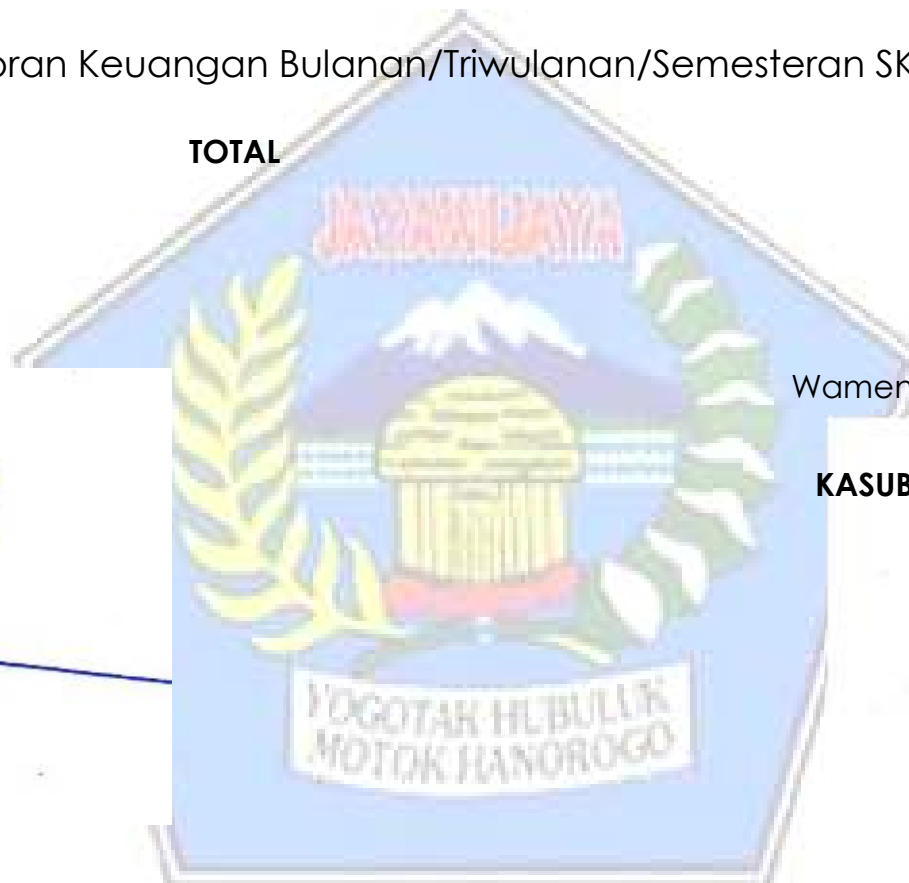 oran Keuangan Bulanan/Triwulanan/Semesteran SK
TOTAL
JAYAWIJAYA
Wamen
KASUB
YOGOTAK HUBULUK
MOTOK HANOROGO